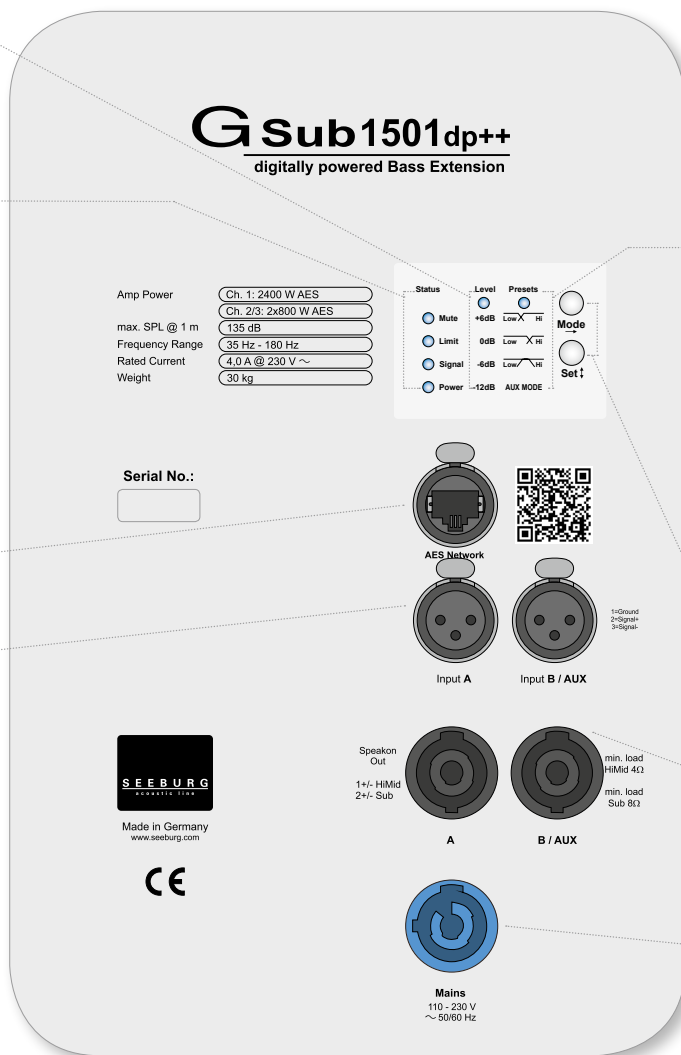 G Sub1501dp++
digitally powered Bass Extension
Amp Power
Ch. 1: 2400 W AES
Ch. 2/3: 2x800 W AES
max. SPL @ 1 m
135 dB
Frequency Range
35 Hz - 180 Hz
Rated Current
4,0 A @ 230 V ~
Weight
30 kg
Status
Level
Presets
Mute
+6dB
Low
Hi
Limit
0dB
Low
Hi
Signal
-6dB
Low
Hi
Power
-12dB
AUX MODE
Mode
→
Set ↕
Serial No.:
AES Network
1=Ground
2=Signal+
3=Signal-
Input A
Input B / AUX
Speakon
Out
1+/- HiMid
2+/- Sub
min. load
HiMid 4Ω
min. load
Sub 8Ω
A
B / AUX
SEEBURG
acoustic line
Made in Germany
www.seeburg.com
CE
Mains
110 - 230 V
~ 50/60 Hz